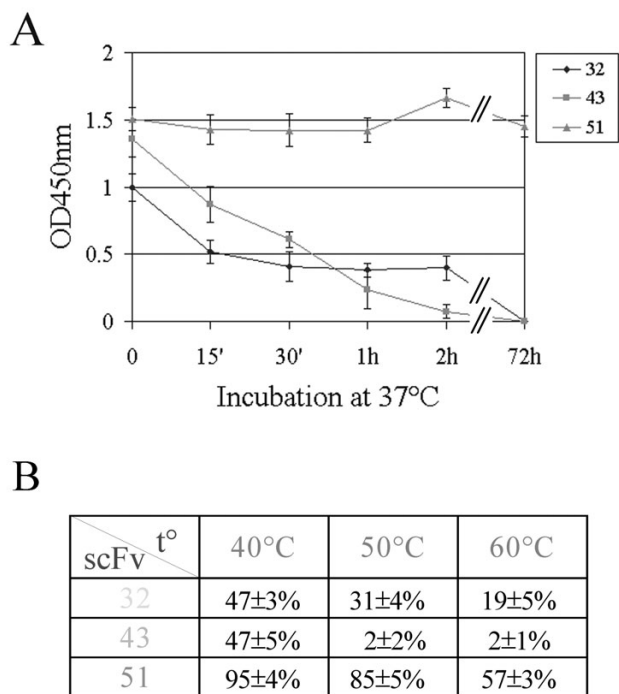 A
2
1.5
1
0.5
0
OD450nm
0 15' 30' 1h 2h 72h
Incubation at 37°C
32
43
51
B
scFv t° 40°C 50°C 60°C
32 47±3% 31±4% 19±5%
43 47±5% 2±2% 2±1%
51 95±4% 85±5% 57±3%